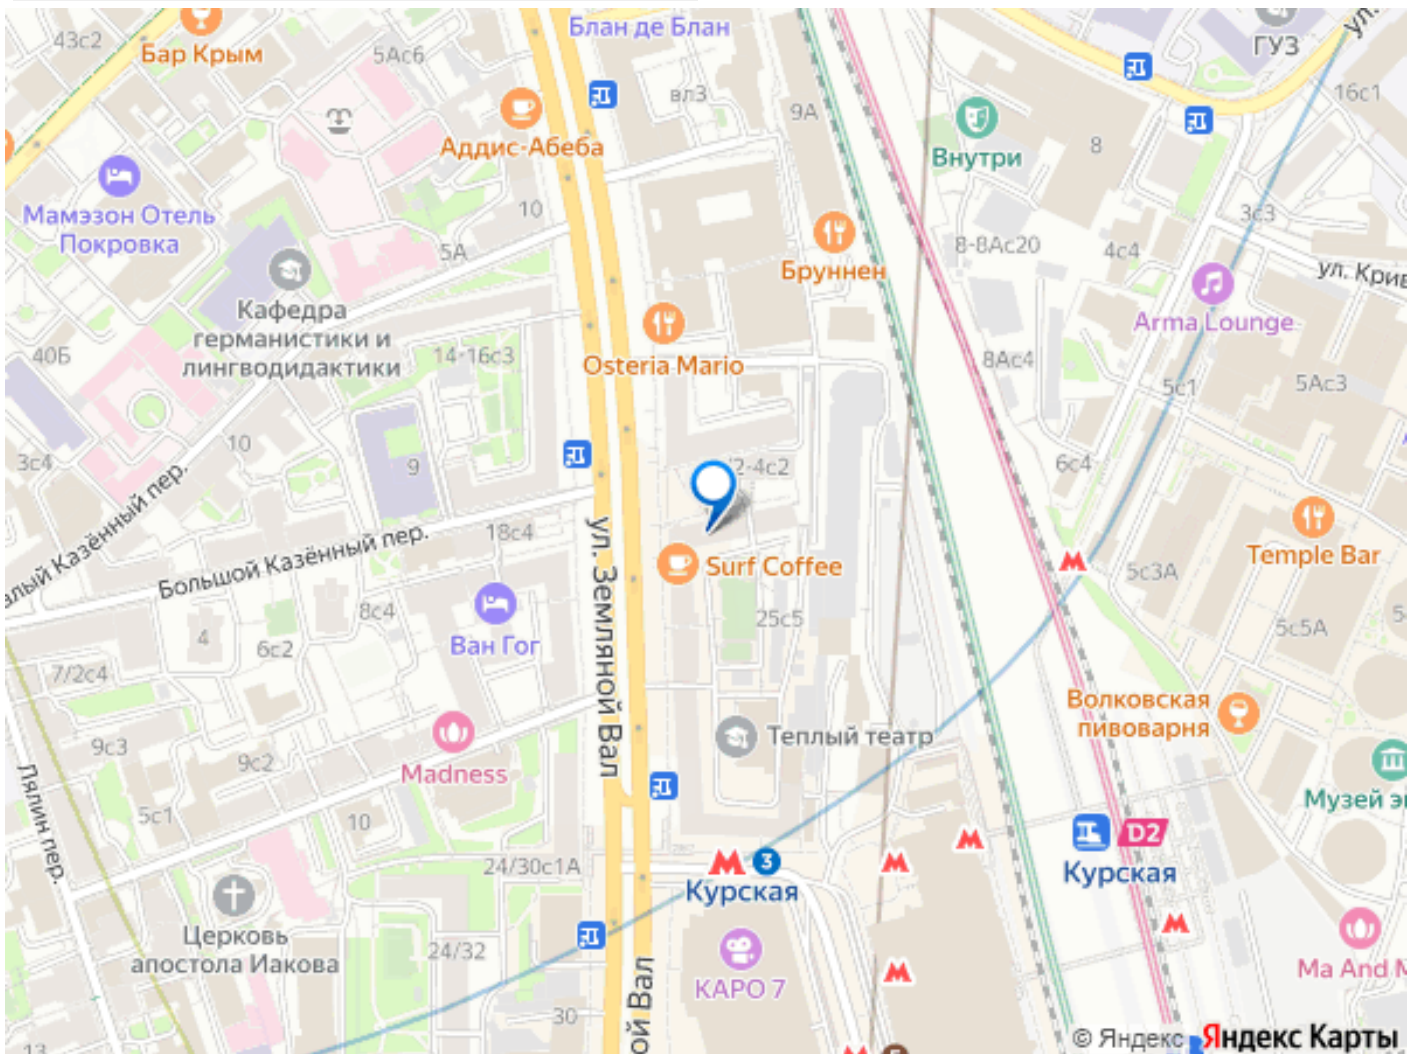 43с2
Бар Крым
5Ас6
Блан де Блан
вл3
9А
ГУЗ
ул.
16с1
Аддис-Абеба
Внутри
8
Мамэзон Отель
Покровка
10
5А
Бруннен
8-8Ас20
3с3
4с4
ул. Крив
Кафедра
германистики и
лингводидактики
Arma Lounge
40Б
14-16с3
Osteria Mario
8Ас4
5с1
5Ас3
3с4
10
9
/2-4с2
6с4
алый Казённый пер.
Большой Казённый пер.
18с4
ул. Земляной Вал
Surf Coffee
Temple Bar
5с3А
8с4
4
6с2
Ван Гог
25с5
5с5А
5-
7/2с4
Волковская
пивоварня
9с3
9с2
Madness
Теплый театр
Музей э
Лялин пер.
5с1
10
24/30с1А
3
Курская
D2
Курская
Церковь
апостола Иакова
24/32
КАРО 7
ой Вал
Ma And M
30
13
© Яндекс Яндекс Карты